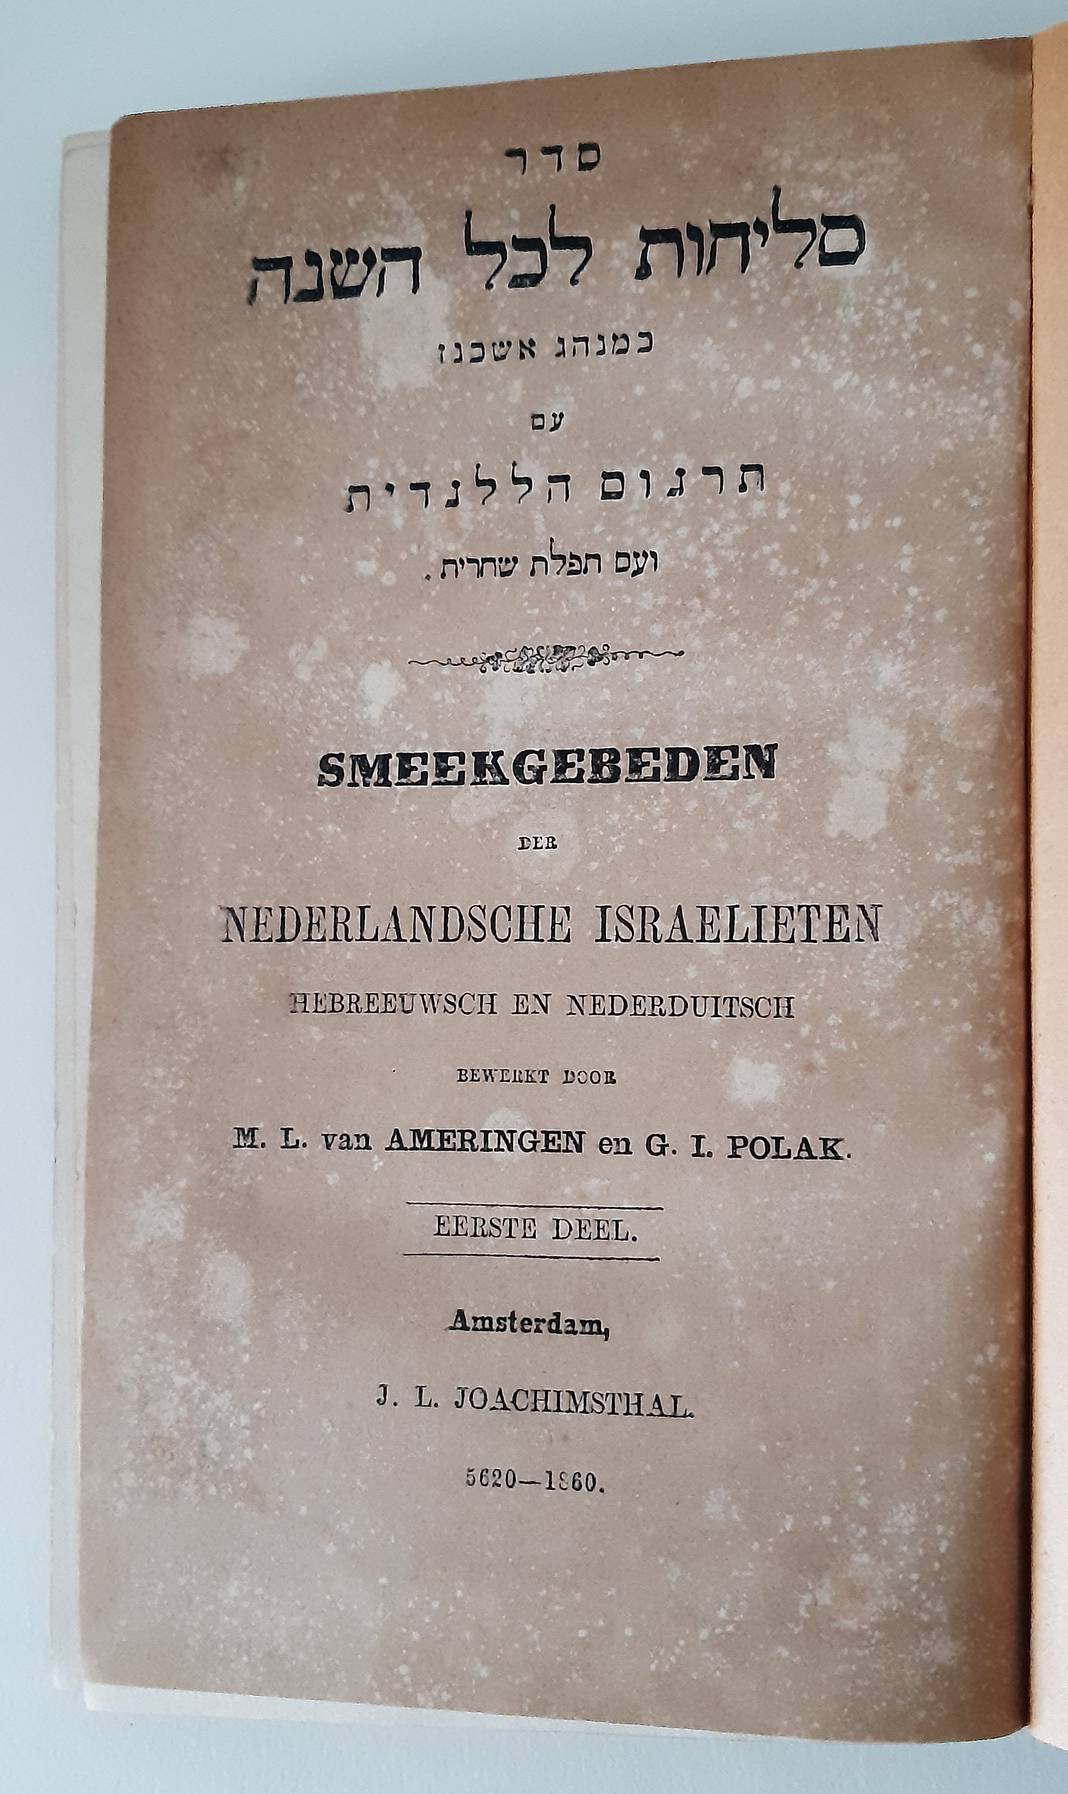 סדר
סליחות לכל השנה
כמנהג אשכנז
עם
תרגום הללנדית
ועם תפלת שחרית.
SMEEKGEBEDEN
DER
NEDERLANDSCHE ISRAELIETEN
HEBREEUWSCH EN NEDERDUITSCH
BEWERKT DOOR
M. L. van AMERINGEN en G. I. POLAK.
EERSTE DEEL.
Amsterdam,
J. L. JOACHIMSTHAL.
5620—1860.